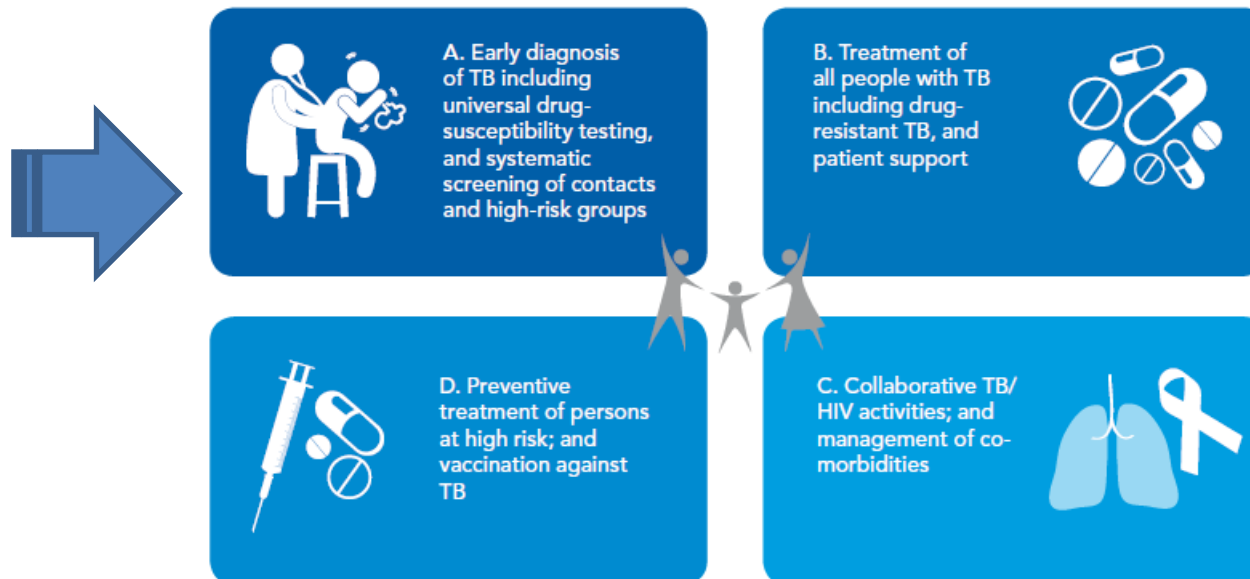 A. Early diagnosis
of TB including
universal drug-
susceptibility testing,
and systematic
screening of contacts
and high-risk groups
B. Treatment of
all people with TB
including drug-
resistant TB, and
patient support
D. Preventive
treatment of persons
at high risk; and
vaccination against
TB
C. Collaborative TB/
HIV activities; and
management of co-
morbidities